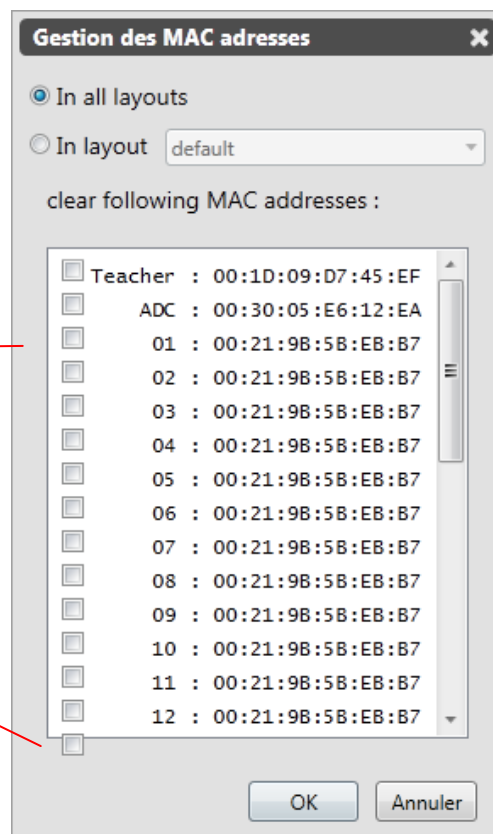 Gestion des MAC adresses
In all layouts
In layout default
clear following MAC addresses :
Teacher : 00:1D:09:D7:45:EF
ADC : 00:30:05:E6:12:EA
01 : 00:21:9B:5B:EB:B7
02 : 00:21:9B:5B:EB:B7
03 : 00:21:9B:5B:EB:B7
04 : 00:21:9B:5B:EB:B7
05 : 00:21:9B:5B:EB:B7
06 : 00:21:9B:5B:EB:B7
07 : 00:21:9B:5B:EB:B7
08 : 00:21:9B:5B:EB:B7
09 : 00:21:9B:5B:EB:B7
10 : 00:21:9B:5B:EB:B7
11 : 00:21:9B:5B:EB:B7
12 : 00:21:9B:5B:EB:B7
OK Annuler